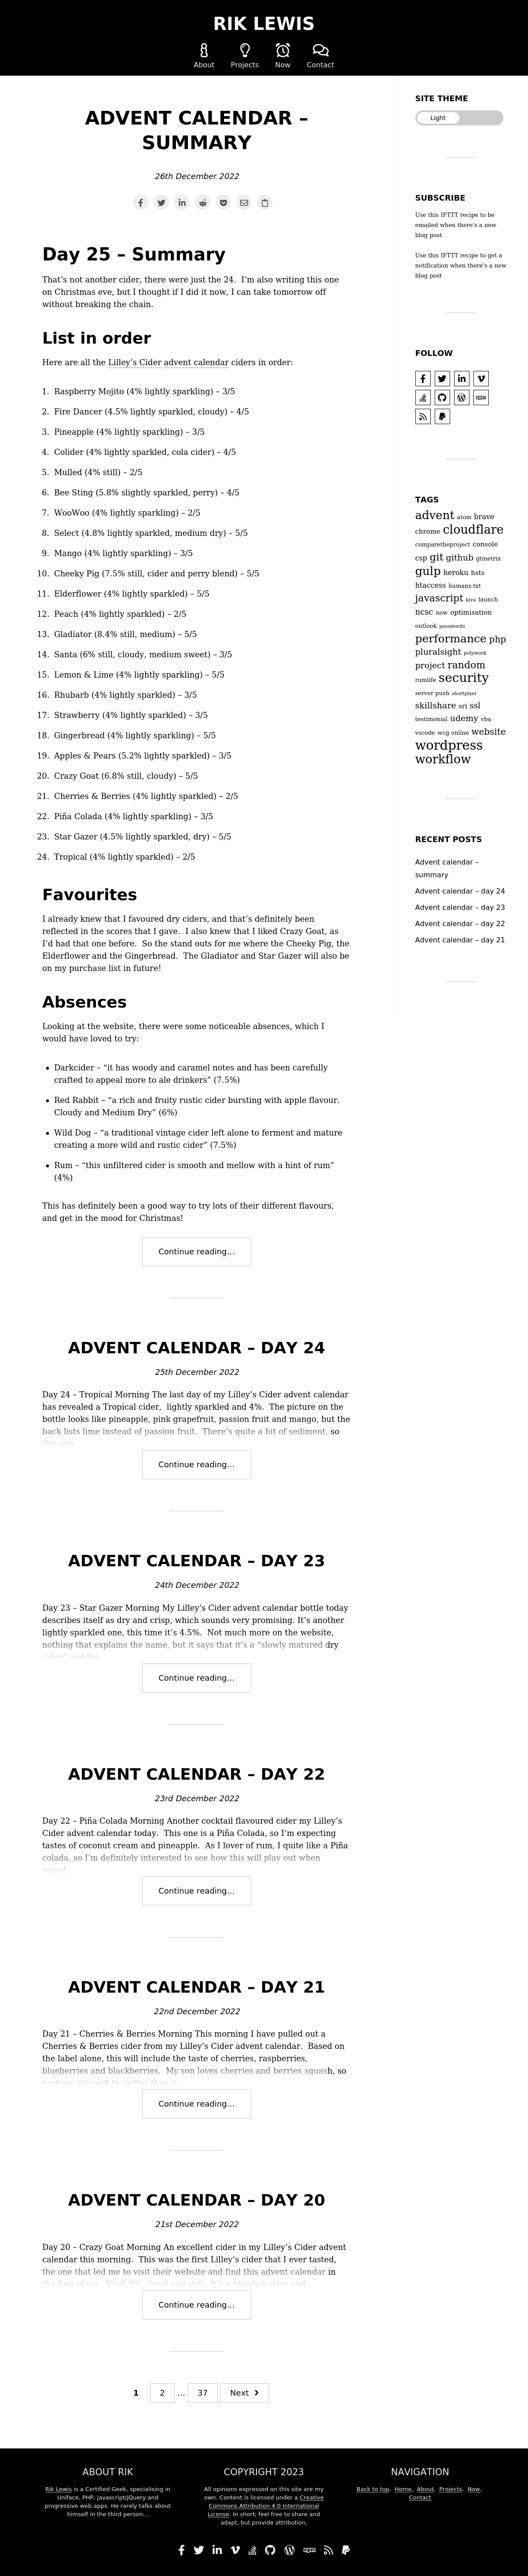 RIK LEWIS
About
Projects
Now
Contact
ADVENT CALENDAR –
SUMMARY
26th December 2022
Day 25 – Summary
That’s not another cider, there were just the 24.  I’m also writing this one
on Christmas eve, but I thought if I did it now, I can take tomorrow off
without breaking the chain.
List in order
Here are all the Lilley’s Cider advent calendar ciders in order:
1. Raspberry Mojito (4% lightly sparkling) – 3/5
2. Fire Dancer (4.5% lightly sparkled, cloudy) – 4/5
3. Pineapple (4% lightly sparkling) – 3/5
4. Colider (4% lightly sparkled, cola cider) – 4/5
5. Mulled (4% still) – 2/5
6. Bee Sting (5.8% slightly sparkled, perry) – 4/5
7. WooWoo (4% lightly sparkling) – 2/5
8. Select (4.8% lightly sparkled, medium dry) – 5/5
9. Mango (4% lightly sparkling) – 3/5
10. Cheeky Pig (7.5% still, cider and perry blend) – 5/5
11. Elderflower (4% lightly sparkled) – 5/5
12. Peach (4% lightly sparkled) – 2/5
13. Gladiator (8.4% still, medium) – 5/5
14. Santa (6% still, cloudy, medium sweet) – 3/5
15. Lemon & Lime (4% lightly sparkling) – 5/5
16. Rhubarb (4% lightly sparkled) – 3/5
17. Strawberry (4% lightly sparkled) – 3/5
18. Gingerbread (4% lightly sparkling) – 5/5
19. Apples & Pears (5.2% lightly sparkled) – 3/5
20. Crazy Goat (6.8% still, cloudy) – 5/5
21. Cherries & Berries (4% lightly sparkled) – 2/5
22. Piña Colada (4% lightly sparkling) – 3/5
23. Star Gazer (4.5% lightly sparkled, dry) – 5/5
24. Tropical (4% lightly sparkled) – 2/5
Favourites
I already knew that I favoured dry ciders, and that’s definitely been
reflected in the scores that I gave.  I also knew that I liked Crazy Goat, as
I’d had that one before.  So the stand outs for me where the Cheeky Pig, the
Elderflower and the Gingerbread.  The Gladiator and Star Gazer will also be
on my purchase list in future!
Absences
Looking at the website, there were some noticeable absences, which I
would have loved to try:
• Darkcider – “it has woody and caramel notes and has been carefully
crafted to appeal more to ale drinkers” (7.5%)
• Red Rabbit – “a rich and fruity rustic cider bursting with apple flavour.
Cloudy and Medium Dry” (6%)
• Wild Dog – “a traditional vintage cider left alone to ferment and mature
creating a more wild and rustic cider” (7.5%)
• Rum – “this unfiltered cider is smooth and mellow with a hint of rum”
(4%)
This has definitely been a good way to try lots of their different flavours,
and get in the mood for Christmas!
Continue reading…
ADVENT CALENDAR – DAY 24
25th December 2022
Day 24 – Tropical Morning The last day of my Lilley’s Cider advent calendar
has revealed a Tropical cider,  lightly sparkled and 4%.  The picture on the
bottle looks like pineapple, pink grapefruit, passion fruit and mango, but the
back lists lime instead of passion fruit.  There’s quite a bit of sediment, so
this one
Continue reading…
ADVENT CALENDAR – DAY 23
24th December 2022
Day 23 – Star Gazer Morning My Lilley’s Cider advent calendar bottle today
describes itself as dry and crisp, which sounds very promising. It’s another
lightly sparkled one, this time it’s 4.5%.  Not much more on the website,
nothing that explains the name, but it says that it’s a “slowly matured dry
cider” and the
Continue reading…
ADVENT CALENDAR – DAY 22
23rd December 2022
Day 22 – Piña Colada Morning Another cocktail flavoured cider my Lilley’s
Cider advent calendar today.  This one is a Piña Colada, so I’m expecting
tastes of coconut cream and pineapple.  As I lover of rum, I quite like a Piña
colada, so I’m definitely interested to see how this will play out when
mixed
Continue reading…
ADVENT CALENDAR – DAY 21
22nd December 2022
Day 21 – Cherries & Berries Morning This morning I have pulled out a
Cherries & Berries cider from my Lilley’s Cider advent calendar.  Based on
the label alone, this will include the taste of cherries, raspberries,
blueberries and blackberries.  My son loves cherries and berries squash, so
perhaps this will be better than it
Continue reading…
ADVENT CALENDAR – DAY 20
21st December 2022
Day 20 – Crazy Goat Morning An excellent cider in my Lilley’s Cider advent
calendar this morning.  This was the first Lilley’s cider that I ever tasted,
the one that led me to visit their website and find this advent calendar in
the first place.  It’s 6.8%, cloud and still.  It’s a blended cider and
Continue reading…
1 2 … 37 Next
SITE THEME
Light
SUBSCRIBE
Use this IFTTT recipe to be
emailed when there's a new
blog post
Use this IFTTT recipe to get a
notification when there's a new
blog post
FOLLOW
TAGS
advent atom brave
chrome cloudflare
comparetheproject console
csp git github gtmetrix
gulp heroku hsts
htaccess humans.txt
javascript kiva launch
ncsc now optimisation
outlook passwords
performance php
pluralsight polywork
project random
rumlife security
server push shortpixel
skillshare sri ssl
testimonial udemy vba
vscode wcg online website
wordpress
workflow
RECENT POSTS
Advent calendar –
summary
Advent calendar – day 24
Advent calendar – day 23
Advent calendar – day 22
Advent calendar – day 21
ABOUT RIK
Rik Lewis is a Certified Geek, specialising in
Uniface, PHP, Javascript/jQuery and
progressive web apps. He rarely talks about
himself in the third person...
COPYRIGHT 2023
All opinions expressed on this site are my
own. Content is licensed under a Creative
Commons Attribution 4.0 International
License. In short; feel free to share and
adapt, but provide attribution.
NAVIGATION
Back to top, Home, About, Projects, Now,
Contact